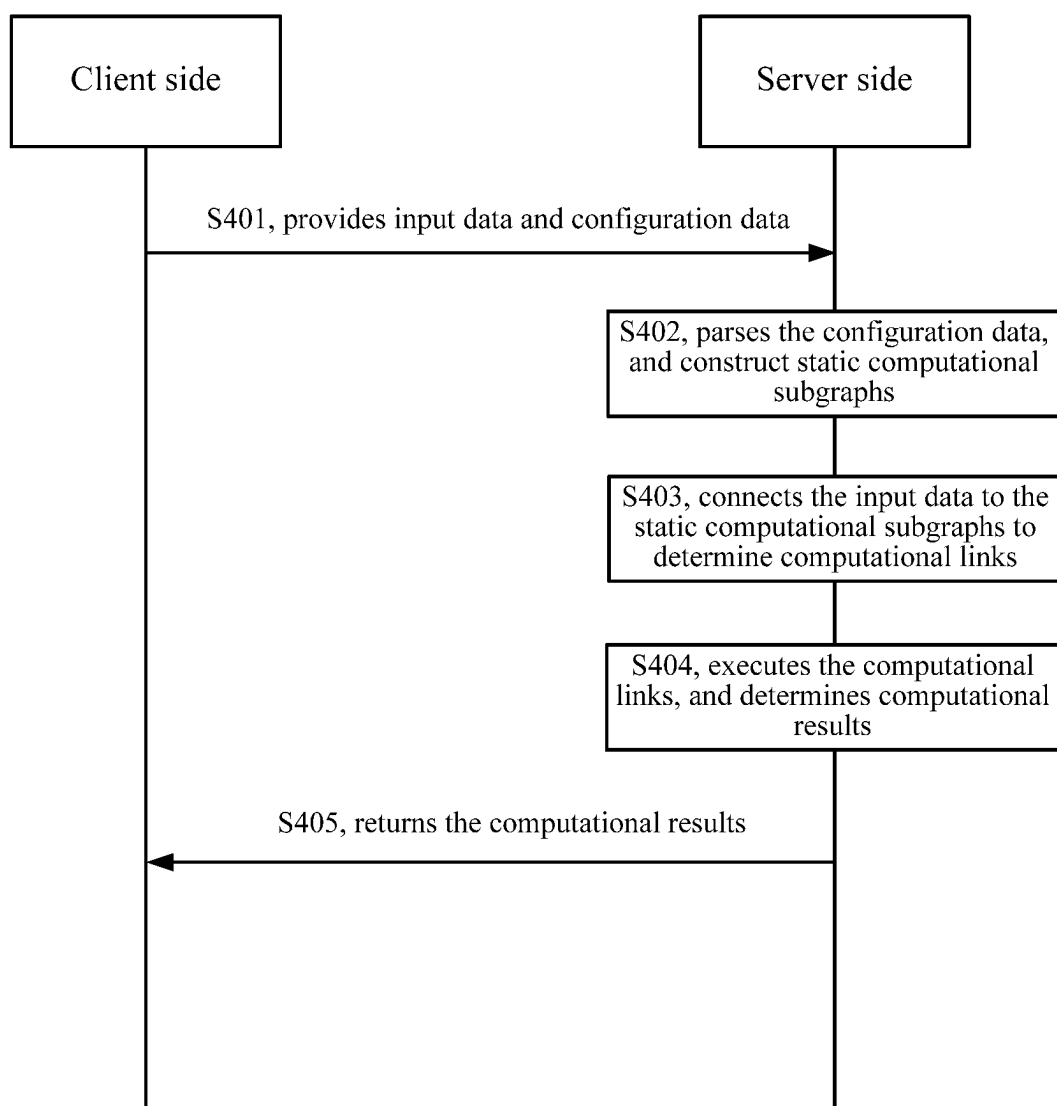 Client side
Server side
S401, provides input data and configuration data
S402, parses the configuration data,
and construct static computational
subgraphs
S403, connects the input data to the
static computational subgraphs to
determine computational links
S404, executes the computational
links, and determines computational
results
S405, returns the computational results